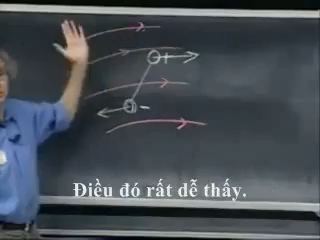 +
-
Điều đó rất dễ thấy.